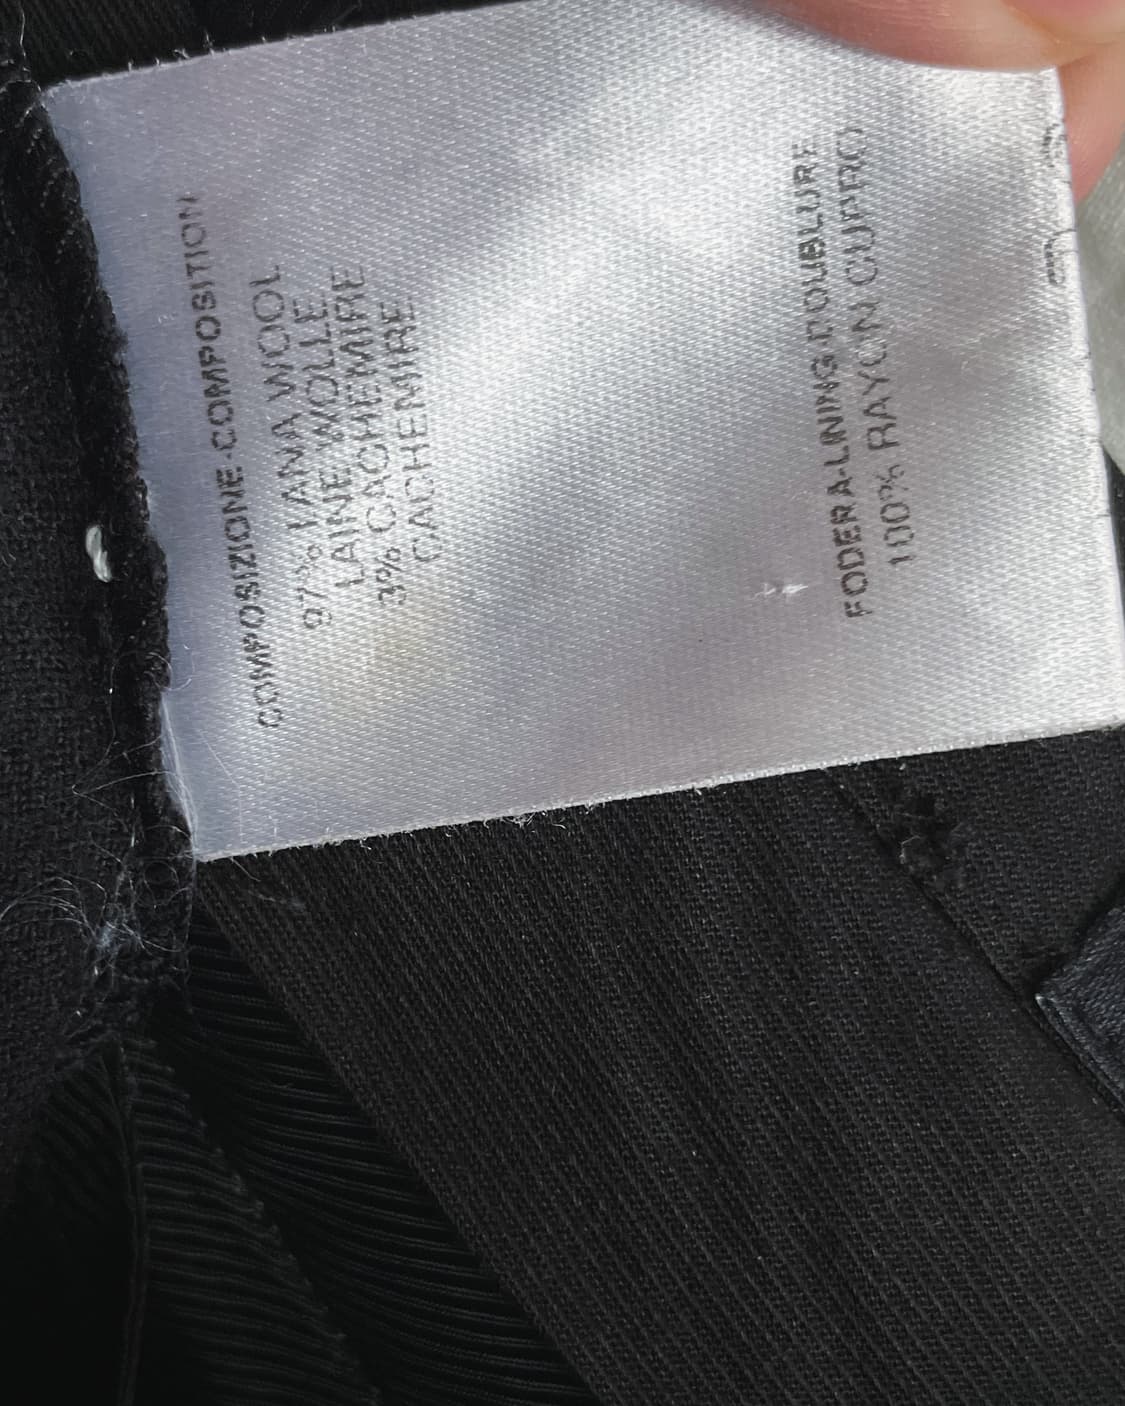 COMPOSIZIONE-COMPOSITION
97% LANA WOOL
LAINE WOLLE
3% CACHEMIRE
CACHEMIRE
FODERA-LINING-DOUBLURE
100% RAYON CUPRO